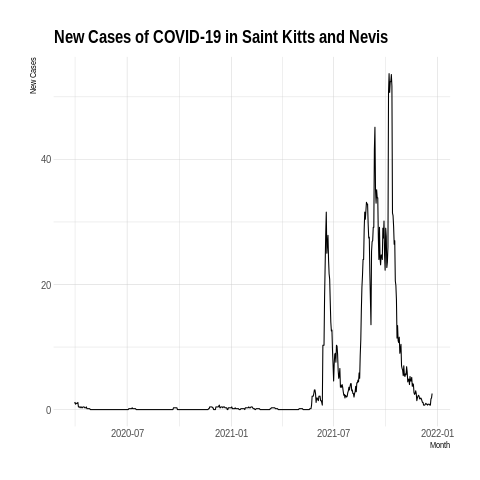 New Cases of COVID-19 in Saint Kitts and Nevis
New Cases
40
20
0
2020-07
2021-01
2021-07
2022-01
Month